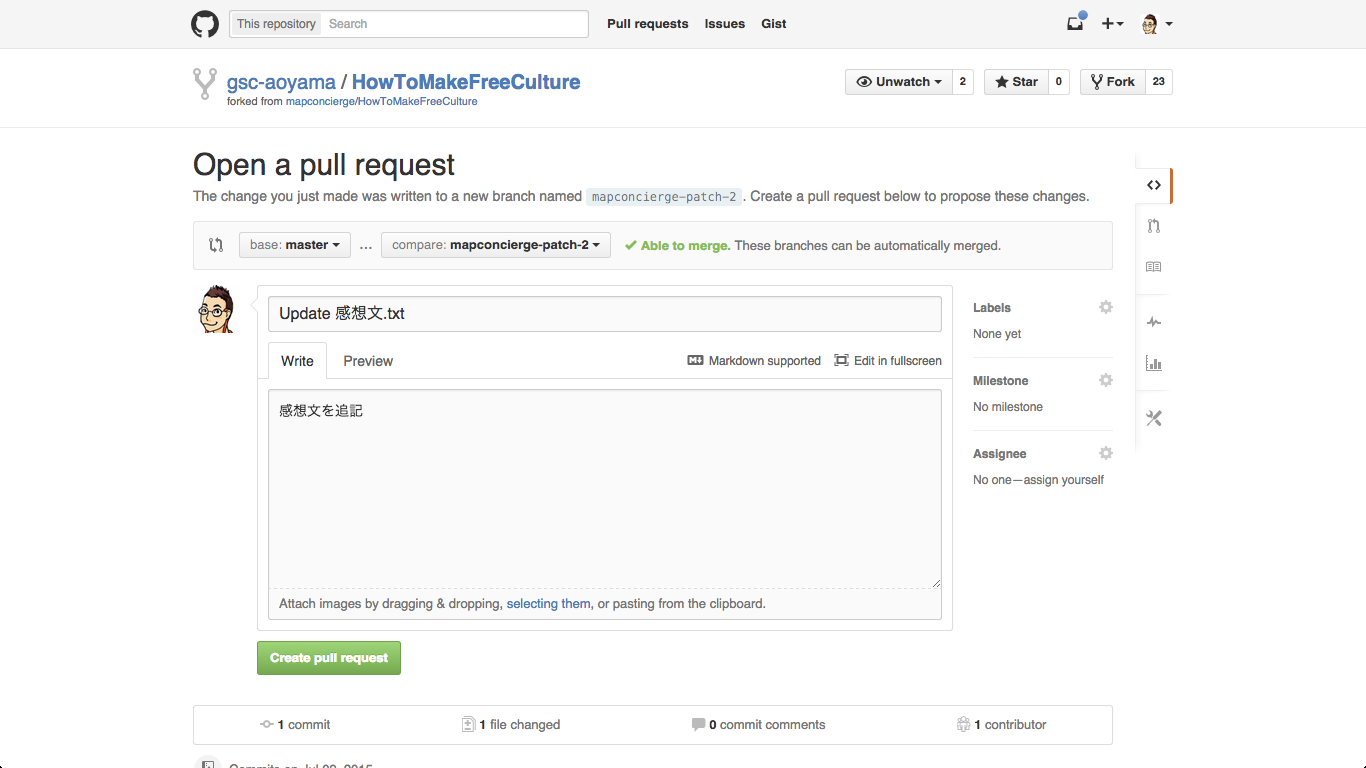 This repository Search Pull requests Issues Gist
gsc-aoyama / HowToMakeFreeCulture Unwatch 2 Star 0 Fork 23
forked from mapconcierge/HowToMakeFreeCulture
Open a pull request
The change you just made was written to a new branch named mapconcierge-patch-2 . Create a pull request below to propose these changes.
base: master ... compare: mapconcierge-patch-2 Able to merge. These branches can be automatically merged.
Update 感想文.txt
Write Preview Markdown supported Edit in fullscreen
感想文を追記
Attach images by dragging & dropping, selecting them, or pasting from the clipboard.
Create pull request
Labels
None yet
Milestone
No milestone
Assignee
No one—assign yourself
1 commit 1 file changed 0 commit comments 1 contributor